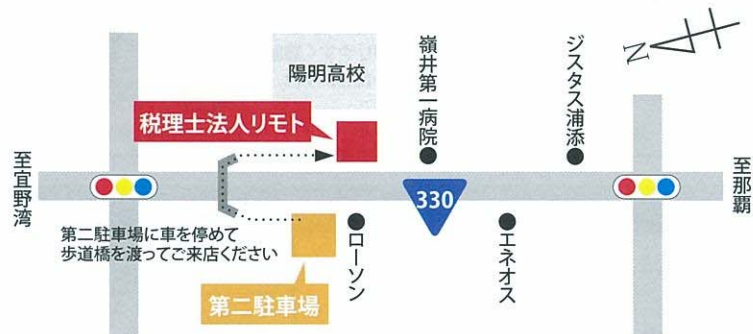 N
陽明高校
嶺井第一病院
ジスタス浦添
税理士法人リモト
至宜野湾
至那覇
330
第二駐車場に車を停めて
歩道橋を渡ってご来店ください
ローソン
エネオス
第二駐車場